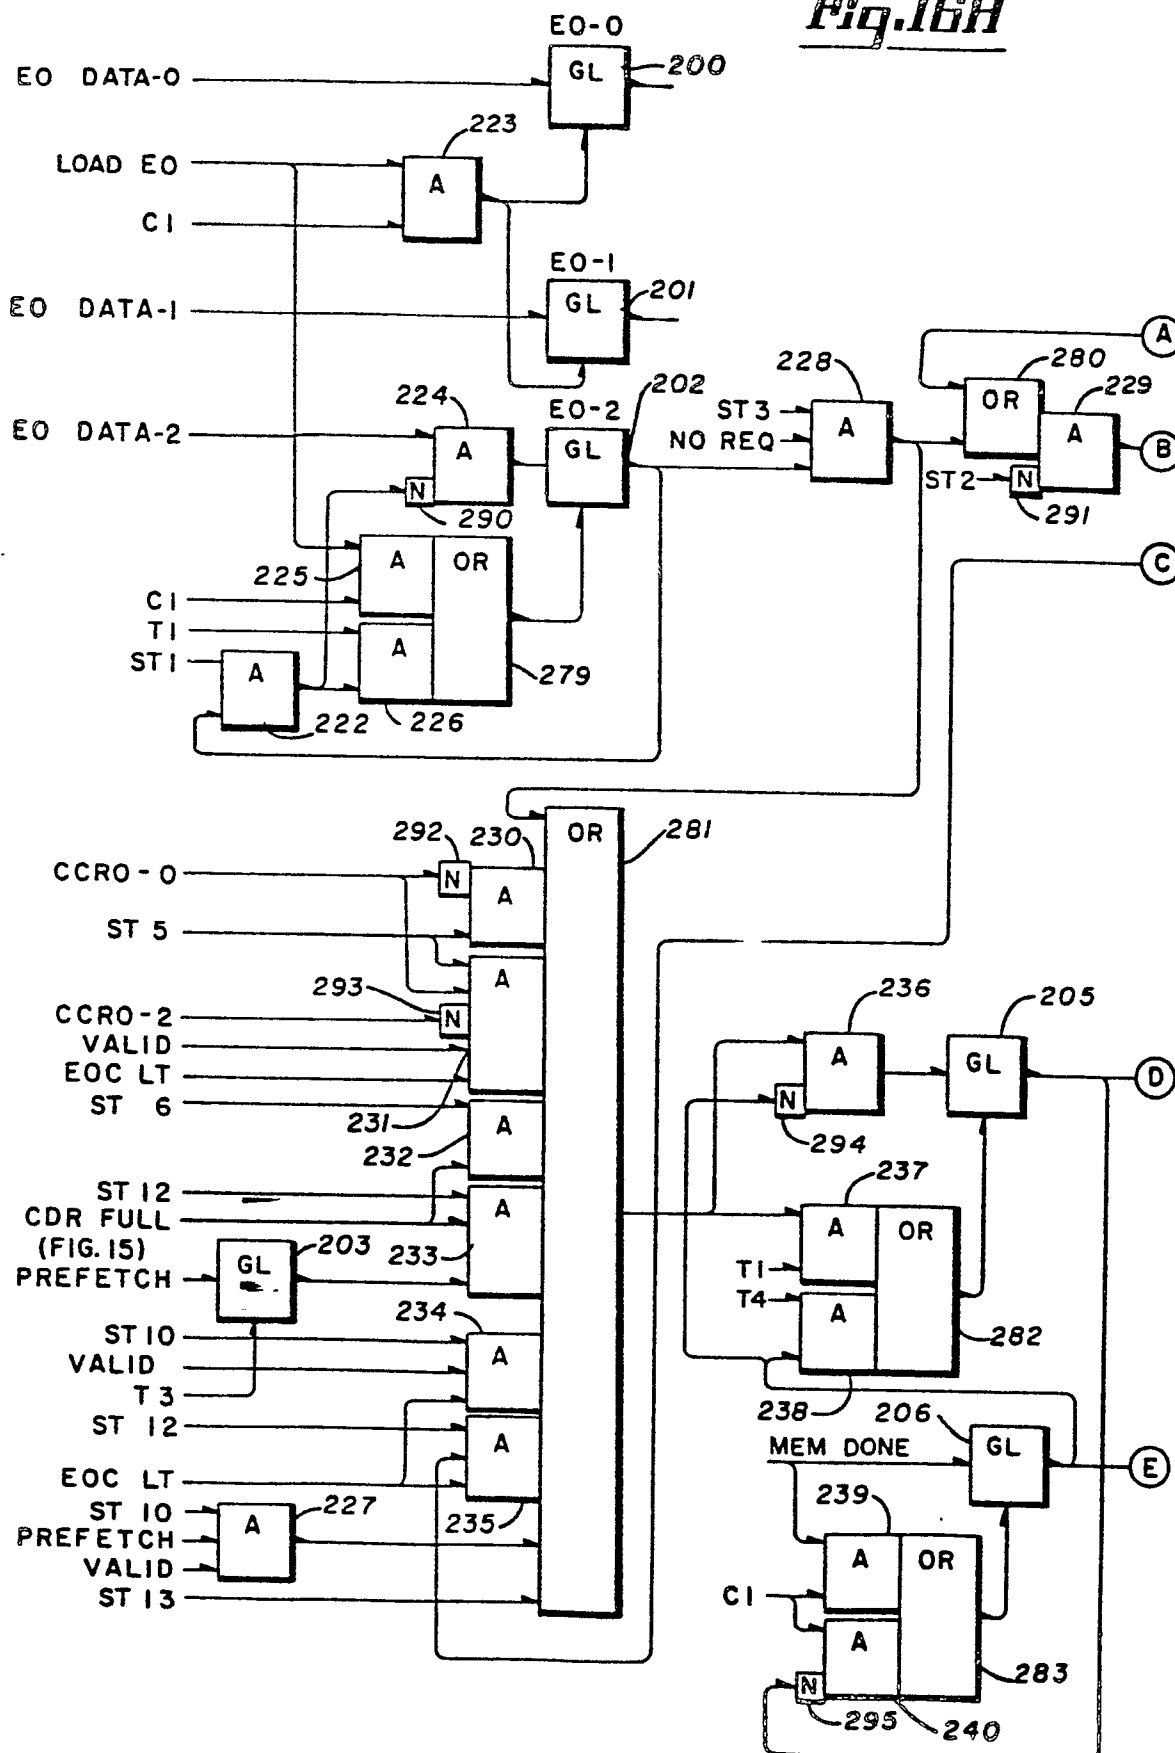 Fig.16A
EO-0
EO DATA-0
GL
200
223
LOAD EO
A
C1
EO-1
EO DATA-1
GL
201
A
280
228
224
EO-2
202
229
ST3
OR
EO DATA-2
A
GL
NO REQ
A
A
B
N
ST2
N
290
291
A
OR
C
225
C1
T1
A
ST1
A
279
222
226
292
230
OR
281
CCRO-0
N
A
ST 5
A
293
236
205
CCRO-2
N
VALID
A
GL
EOC LT
D
ST 6
A
N
231
294
232
237
ST 12
A
CDR FULL
A
OR
(FIG. 15)
GL
203
233
PREFETCH
T1
T4
A
234
282
ST 10
A
VALID
T3
238
206
ST 12
A
MEM DONE
GL
E
EOC LT
239
ST 10
A
227
235
PREFETCH
A
OR
VALID
C1
ST 13
A
283
N
295
240